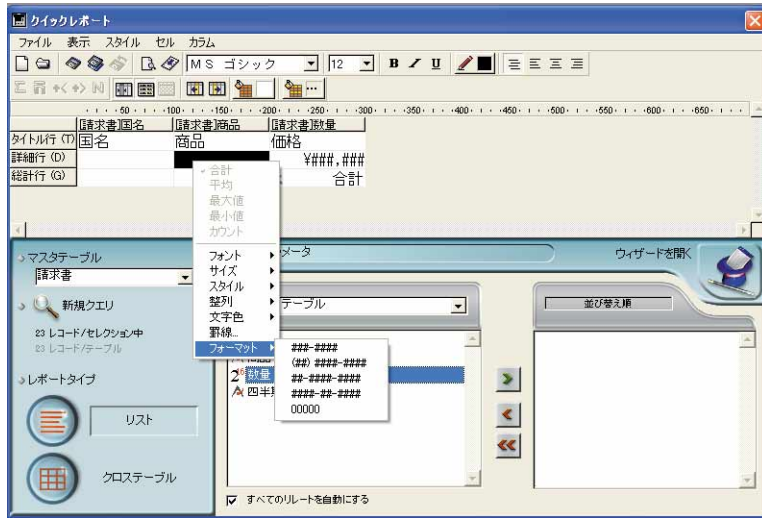 クイックレポート
ファイル 表示 スタイル セル カラム
MS ゴシック 12 B I U
50 100 150 200 250 300 350 400 450 500 550 600 650
[請求書]国名 [請求書]商品 [請求書]数量
タイトル行 (T) 国名 商品 価格
詳細行 (D) ¥###,###
総計行 (G) 合計
合計
平均
最大値
最小値
カウント
フォント
サイズ
スタイル
整列
文字色
罫線...
フォーマット
###-####
(##) ####-####
##-####-####
####-##-####
00000
マスタテーブル
請求書
新規クエリ
23 レコード/セレクション中
23 レコード/テーブル
レポートタイプ
リスト
クロステーブル
メータ
ウィザードを開く
テーブル
並び替え順
数量
四半期
すべてのリレートを自動にする